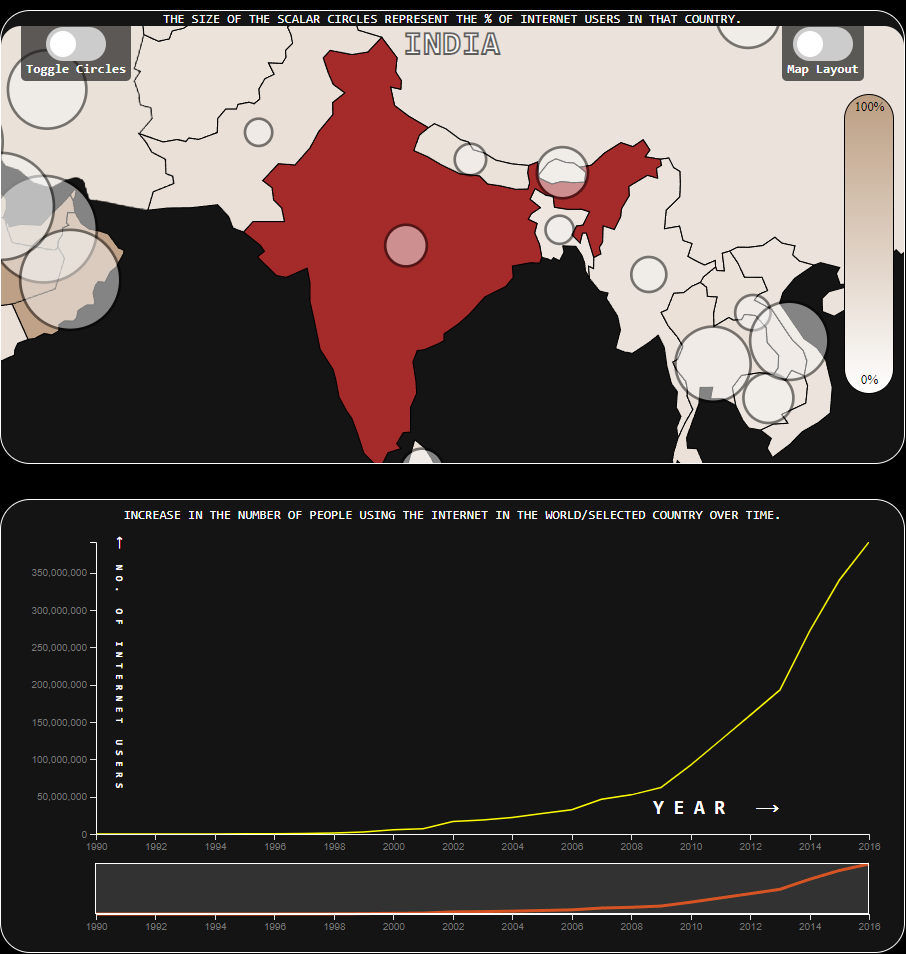 THE SIZE OF THE SCALAR CIRCLES REPRESENT THE % OF INTERNET USERS IN THAT COUNTRY.
INDIA
Toggle Circles
Map Layout
100%
0%
INCREASE IN THE NUMBER OF PEOPLE USING THE INTERNET IN THE WORLD/SELECTED COUNTRY OVER TIME.
↑
NO. OF INTERNET USERS
350,000,000
300,000,000
250,000,000
200,000,000
150,000,000
100,000,000
50,000,000
0
YEAR →
1990 1992 1994 1996 1998 2000 2002 2004 2006 2008 2010 2012 2014 2016
1990 1992 1994 1996 1998 2000 2002 2004 2006 2008 2010 2012 2014 2016